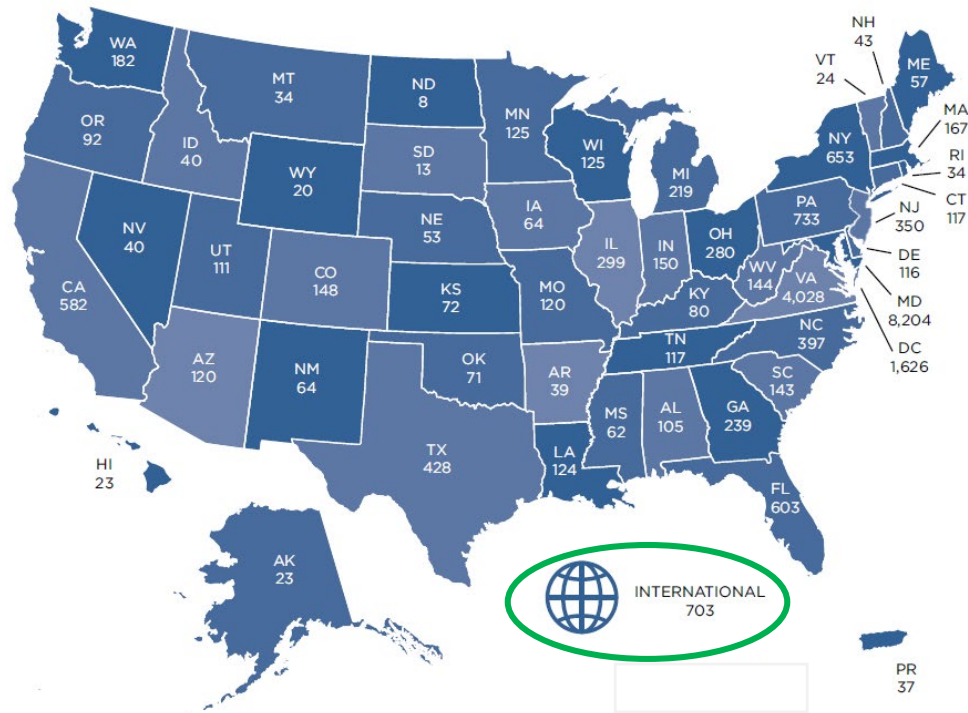 WA
182
OR
92
CA
582
NV
40
ID
40
MT
34
WY
20
UT
111
AZ
120
CO
148
NM
64
ND
8
SD
13
NE
53
KS
72
OK
71
TX
428
MN
125
IA
64
MO
120
AR
39
LA
124
WI
125
IL
299
MS
62
MI
219
IN
150
KY
80
TN
117
AL
105
OH
280
WV
144
VA
4,028
NC
397
SC
143
GA
239
FL
603
PA
733
NY
653
VT
24
NH
43
ME
57
MA
167
RI
34
CT
117
NJ
350
DE
116
MD
8,204
DC
1,626
HI
23
AK
23
INTERNATIONAL
703
PR
37